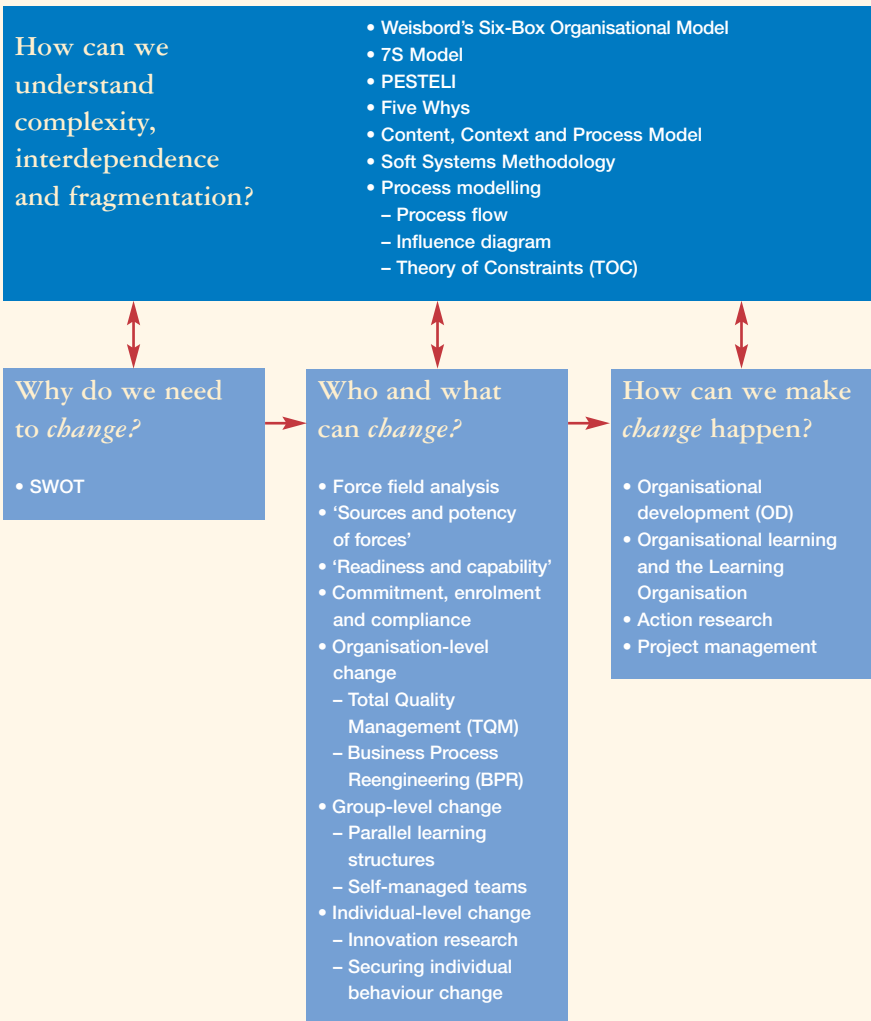 How can we
understand
complexity,
interdependence
and fragmentation?
• Weisbord’s Six-Box Organisational Model
• 7S Model
• PESTELI
• Five Whys
• Content, Context and Process Model
• Soft Systems Methodology
• Process modelling
– Process flow
– Influence diagram
– Theory of Constraints (TOC)
Why do we need
to change?
• SWOT
Who and what
can change?
• Force field analysis
• ‘Sources and potency
of forces’
• ‘Readiness and capability’
• Commitment, enrolment
and compliance
• Organisation-level
change
– Total Quality
Management (TQM)
– Business Process
Reengineering (BPR)
• Group-level change
– Parallel learning
structures
– Self-managed teams
• Individual-level change
– Innovation research
– Securing individual
behaviour change
How can we make
change happen?
• Organisational
development (OD)
• Organisational learning
and the Learning
Organisation
• Action research
• Project management